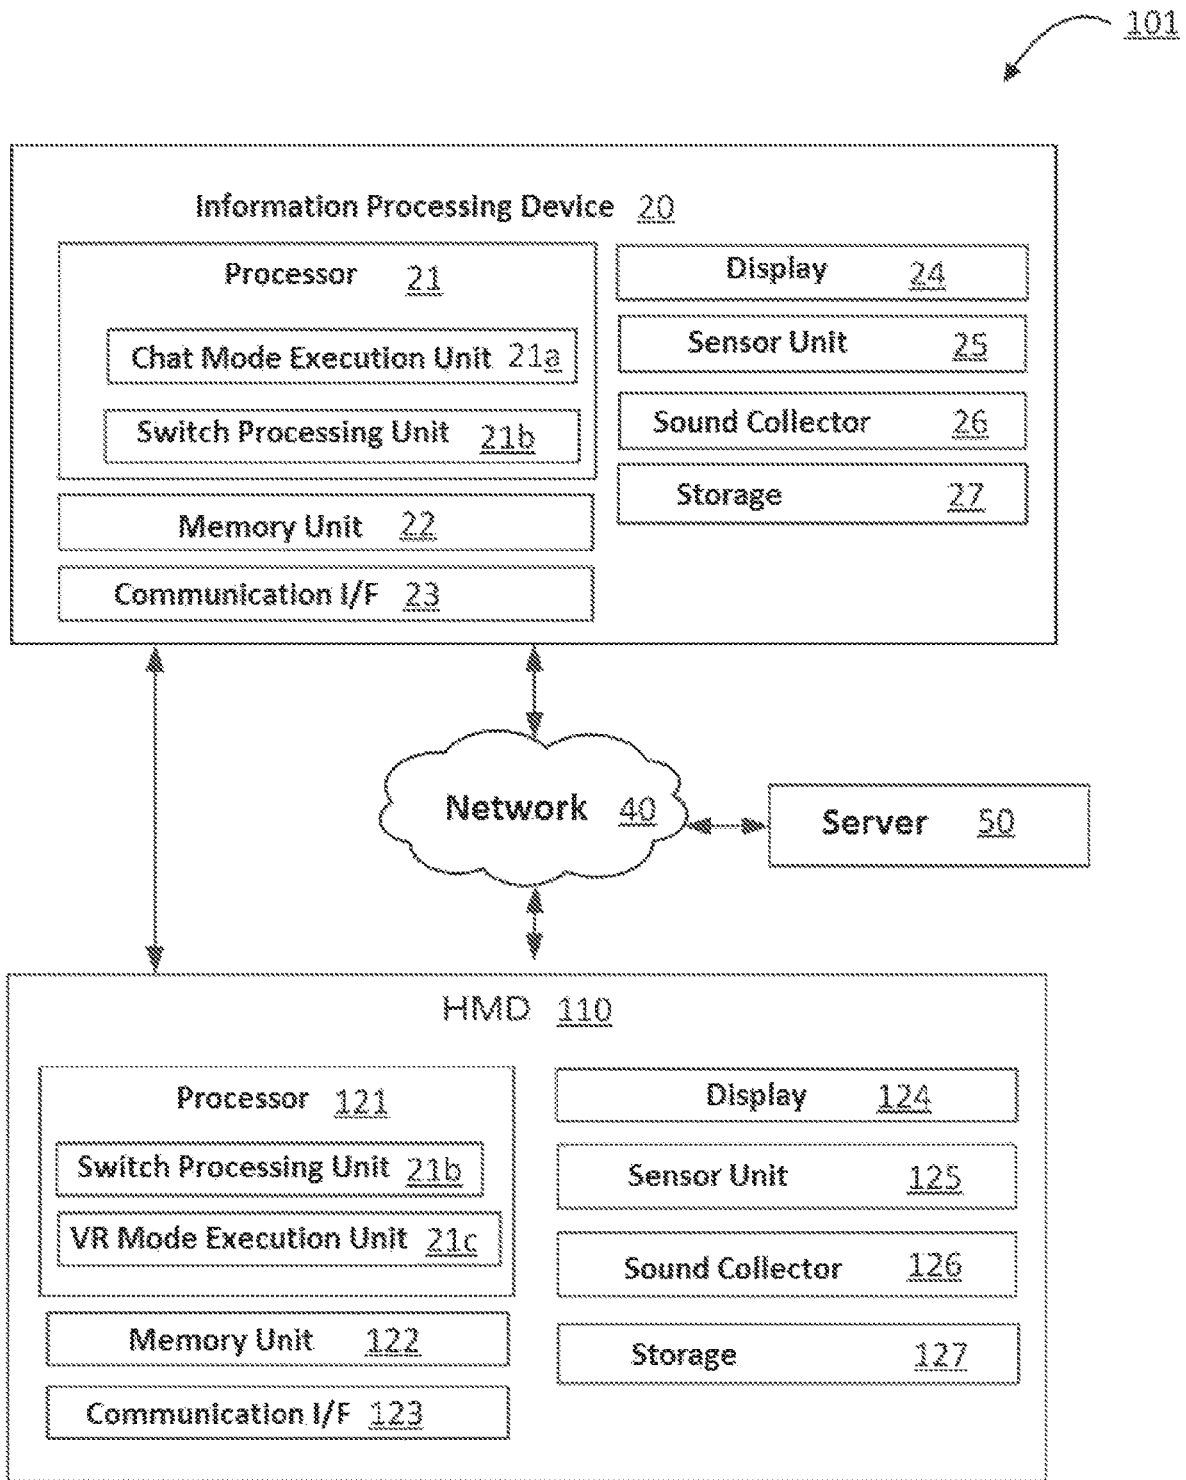 101
Information Processing Device 20
Processor 21
Chat Mode Execution Unit 21a
Switch Processing Unit 21b
Memory Unit 22
Communication I/F 23
Display 24
Sensor Unit 25
Sound Collector 26
Storage 27
Network 40
Server 50
HMD 110
Processor 121
Switch Processing Unit 21b
VR Mode Execution Unit 21c
Memory Unit 122
Communication I/F 123
Display 124
Sensor Unit 125
Sound Collector 126
Storage 127